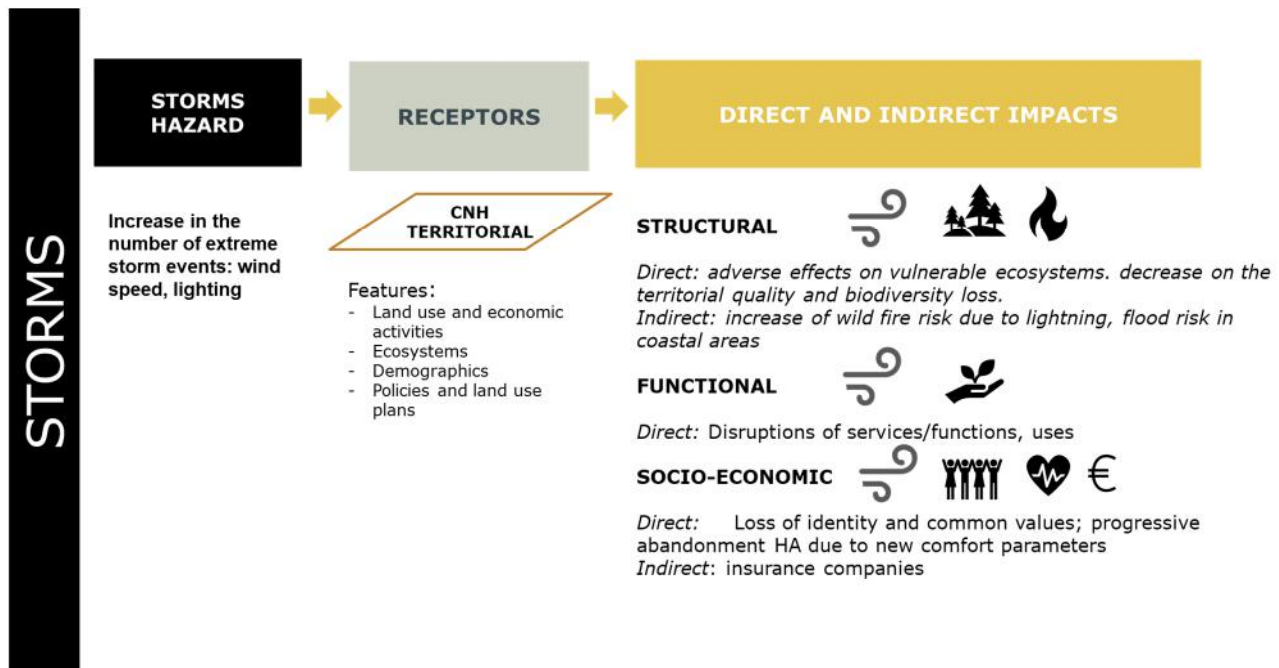 STORMS
STORMS
HAZARD
RECEPTORS
DIRECT AND INDIRECT IMPACTS
Increase in the
number of extreme
storm events: wind
speed, lighting
CNH
TERRITORIAL
Features:
- Land use and economic
activities
- Ecosystems
- Demographics
- Policies and land use
plans
STRUCTURAL
Direct: adverse effects on vulnerable ecosystems. decrease on the
territorial quality and biodiversity loss.
Indirect: increase of wild fire risk due to lightning, flood risk in
coastal areas
FUNCTIONAL
Direct: Disruptions of services/functions, uses
SOCIO-ECONOMIC
€
Direct: Loss of identity and common values; progressive
abandonment HA due to new comfort parameters
Indirect: insurance companies